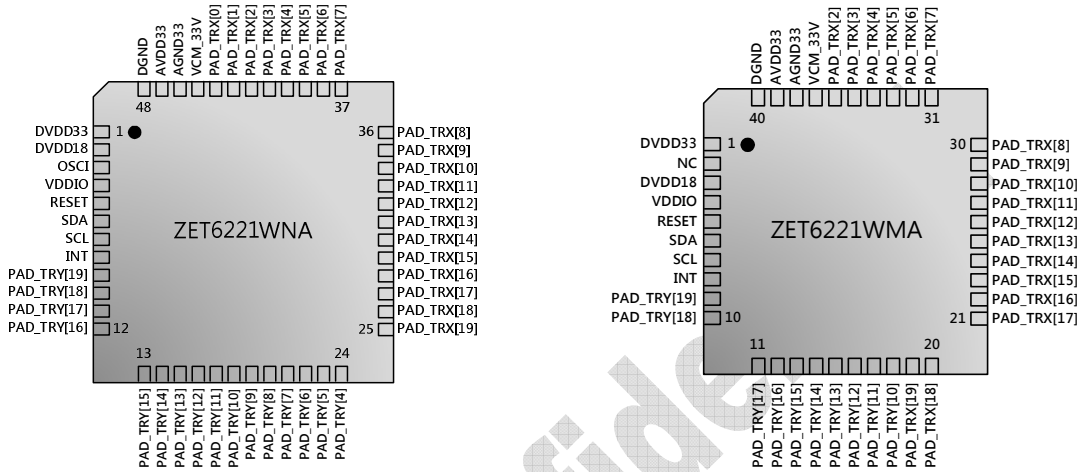 DGND
AVDD33
AGND33
VCM_33V
PAD_TRX[0]
PAD_TRX[1]
PAD_TRX[2]
PAD_TRX[3]
PAD_TRX[4]
PAD_TRX[5]
PAD_TRX[6]
PAD_TRX[7]
48
37
DVDD33
DVDD18
OSCI
VDDIO
RESET
SDA
SCL
INT
PAD_TRY[19]
PAD_TRY[18]
PAD_TRY[17]
PAD_TRY[16]
1
12
ZET6221WNA
36
25
PAD_TRX[8]
PAD_TRX[9]
PAD_TRX[10]
PAD_TRX[11]
PAD_TRX[12]
PAD_TRX[13]
PAD_TRX[14]
PAD_TRX[15]
PAD_TRX[16]
PAD_TRX[17]
PAD_TRX[18]
PAD_TRX[19]
13
24
PAD_TRY[15]
PAD_TRY[14]
PAD_TRY[13]
PAD_TRY[12]
PAD_TRY[11]
PAD_TRY[10]
PAD_TRY[9]
PAD_TRY[8]
PAD_TRY[7]
PAD_TRY[6]
PAD_TRY[5]
PAD_TRY[4]
DGND
AVDD33
AGND33
VCM_33V
PAD_TRX[2]
PAD_TRX[3]
PAD_TRX[4]
PAD_TRX[5]
PAD_TRX[6]
PAD_TRX[7]
40
31
DVDD33
NC
DVDD18
VDDIO
RESET
SDA
SCL
INT
PAD_TRY[19]
PAD_TRY[18]
1
10
ZET6221WMA
30
21
PAD_TRX[8]
PAD_TRX[9]
PAD_TRX[10]
PAD_TRX[11]
PAD_TRX[12]
PAD_TRX[13]
PAD_TRX[14]
PAD_TRX[15]
PAD_TRX[16]
PAD_TRX[17]
11
20
PAD_TRY[17]
PAD_TRY[16]
PAD_TRY[15]
PAD_TRY[14]
PAD_TRY[13]
PAD_TRY[12]
PAD_TRY[11]
PAD_TRY[10]
PAD_TRX[19]
PAD_TRX[18]
fide